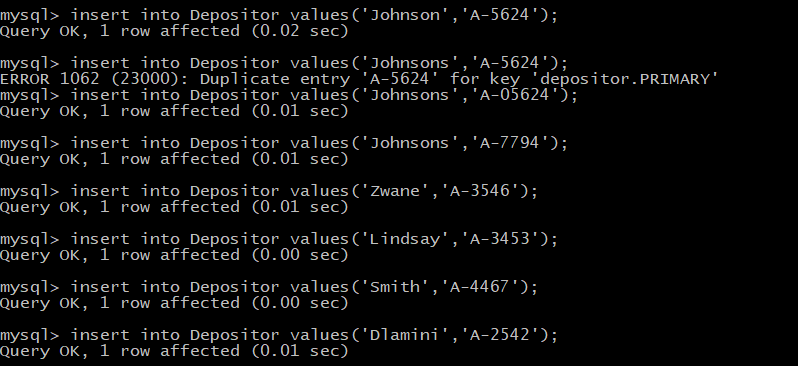 mysql> insert into Depositor values('Johnson','A-5624');
Query OK, 1 row affected (0.02 sec)
mysql> insert into Depositor values('Johnsons','A-5624');
ERROR 1062 (23000): Duplicate entry 'A-5624' for key 'depositor.PRIMARY'
mysql> insert into Depositor values('Johnsons','A-05624');
Query OK, 1 row affected (0.01 sec)
mysql> insert into Depositor values('Johnsons','A-7794');
Query OK, 1 row affected (0.01 sec)
mysql> insert into Depositor values('Zwane','A-3546');
Query OK, 1 row affected (0.01 sec)
mysql> insert into Depositor values('Lindsay','A-3453');
Query OK, 1 row affected (0.00 sec)
mysql> insert into Depositor values('Smith','A-4467');
Query OK, 1 row affected (0.00 sec)
mysql> insert into Depositor values('Dlamini','A-2542');
Query OK, 1 row affected (0.01 sec)